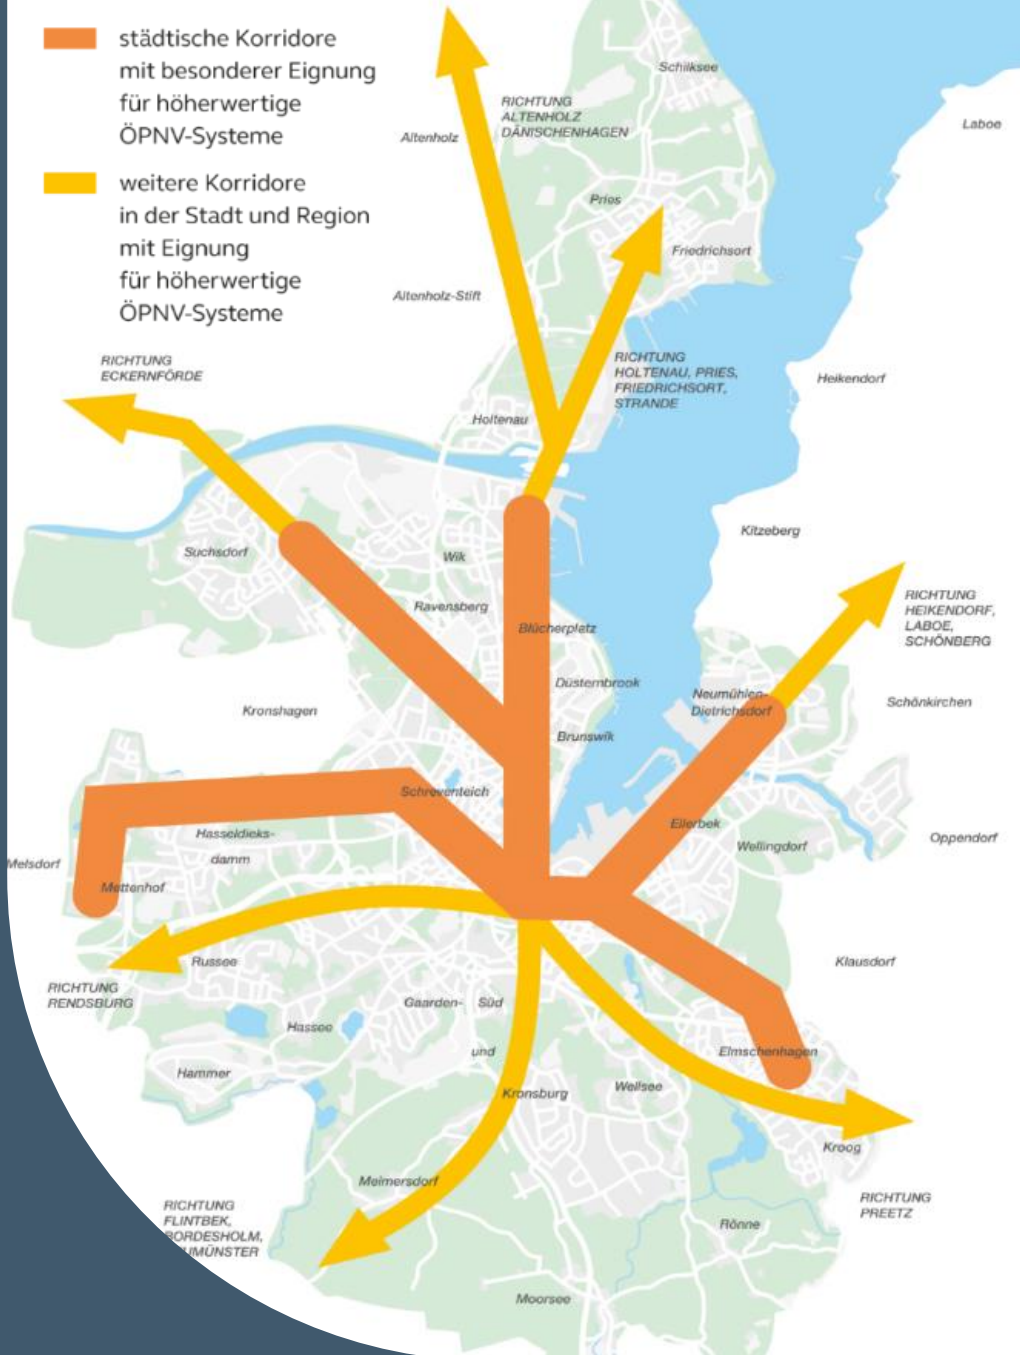 städtische Korridore
mit besonderer Eignung
für höherwertige
ÖPNV-Systeme
weitere Korridore
in der Stadt und Region
mit Eignung
für höherwertige
ÖPNV-Systeme
Schilksee
RICHTUNG
ALTENHOLZ
DÄNISCHENHAGEN
Laboe
Altenholz
Pries
Friedrichsort
Altenholz-Stift
RICHTUNG
ECKERNFÖRDE
RICHTUNG
HOLTENAU, PRIES,
FRIEDRICHSORT,
STRANDE
Heikendorf
Holtenau
Kitzeberg
Suchsdorf
Wik
RICHTUNG
HEIKENDORF,
LABOE,
SCHÖNBERG
Ravensberg
Blücherplatz
Düsternbrook
Neumühlen-
Dietrichsdorf
Schönkirchen
Kronshagen
Brunswik
Schreventeich
Ellerbek
Hasseldieks-
damm
Wellingdorf
Oppendorf
Melsdorf
Mettenhof
Russee
Klausdorf
RICHTUNG
RENDSBURG
Gaarden- Süd
und
Kronsburg
Hassee
Elmschenhagen
Hammer
Wellsee
Kroog
Meimersdorf
RICHTUNG
PREETZ
RICHTUNG
FLINTBEK,
BORDESHOLM,
UMÜNSTER
Rönne
Moorsee